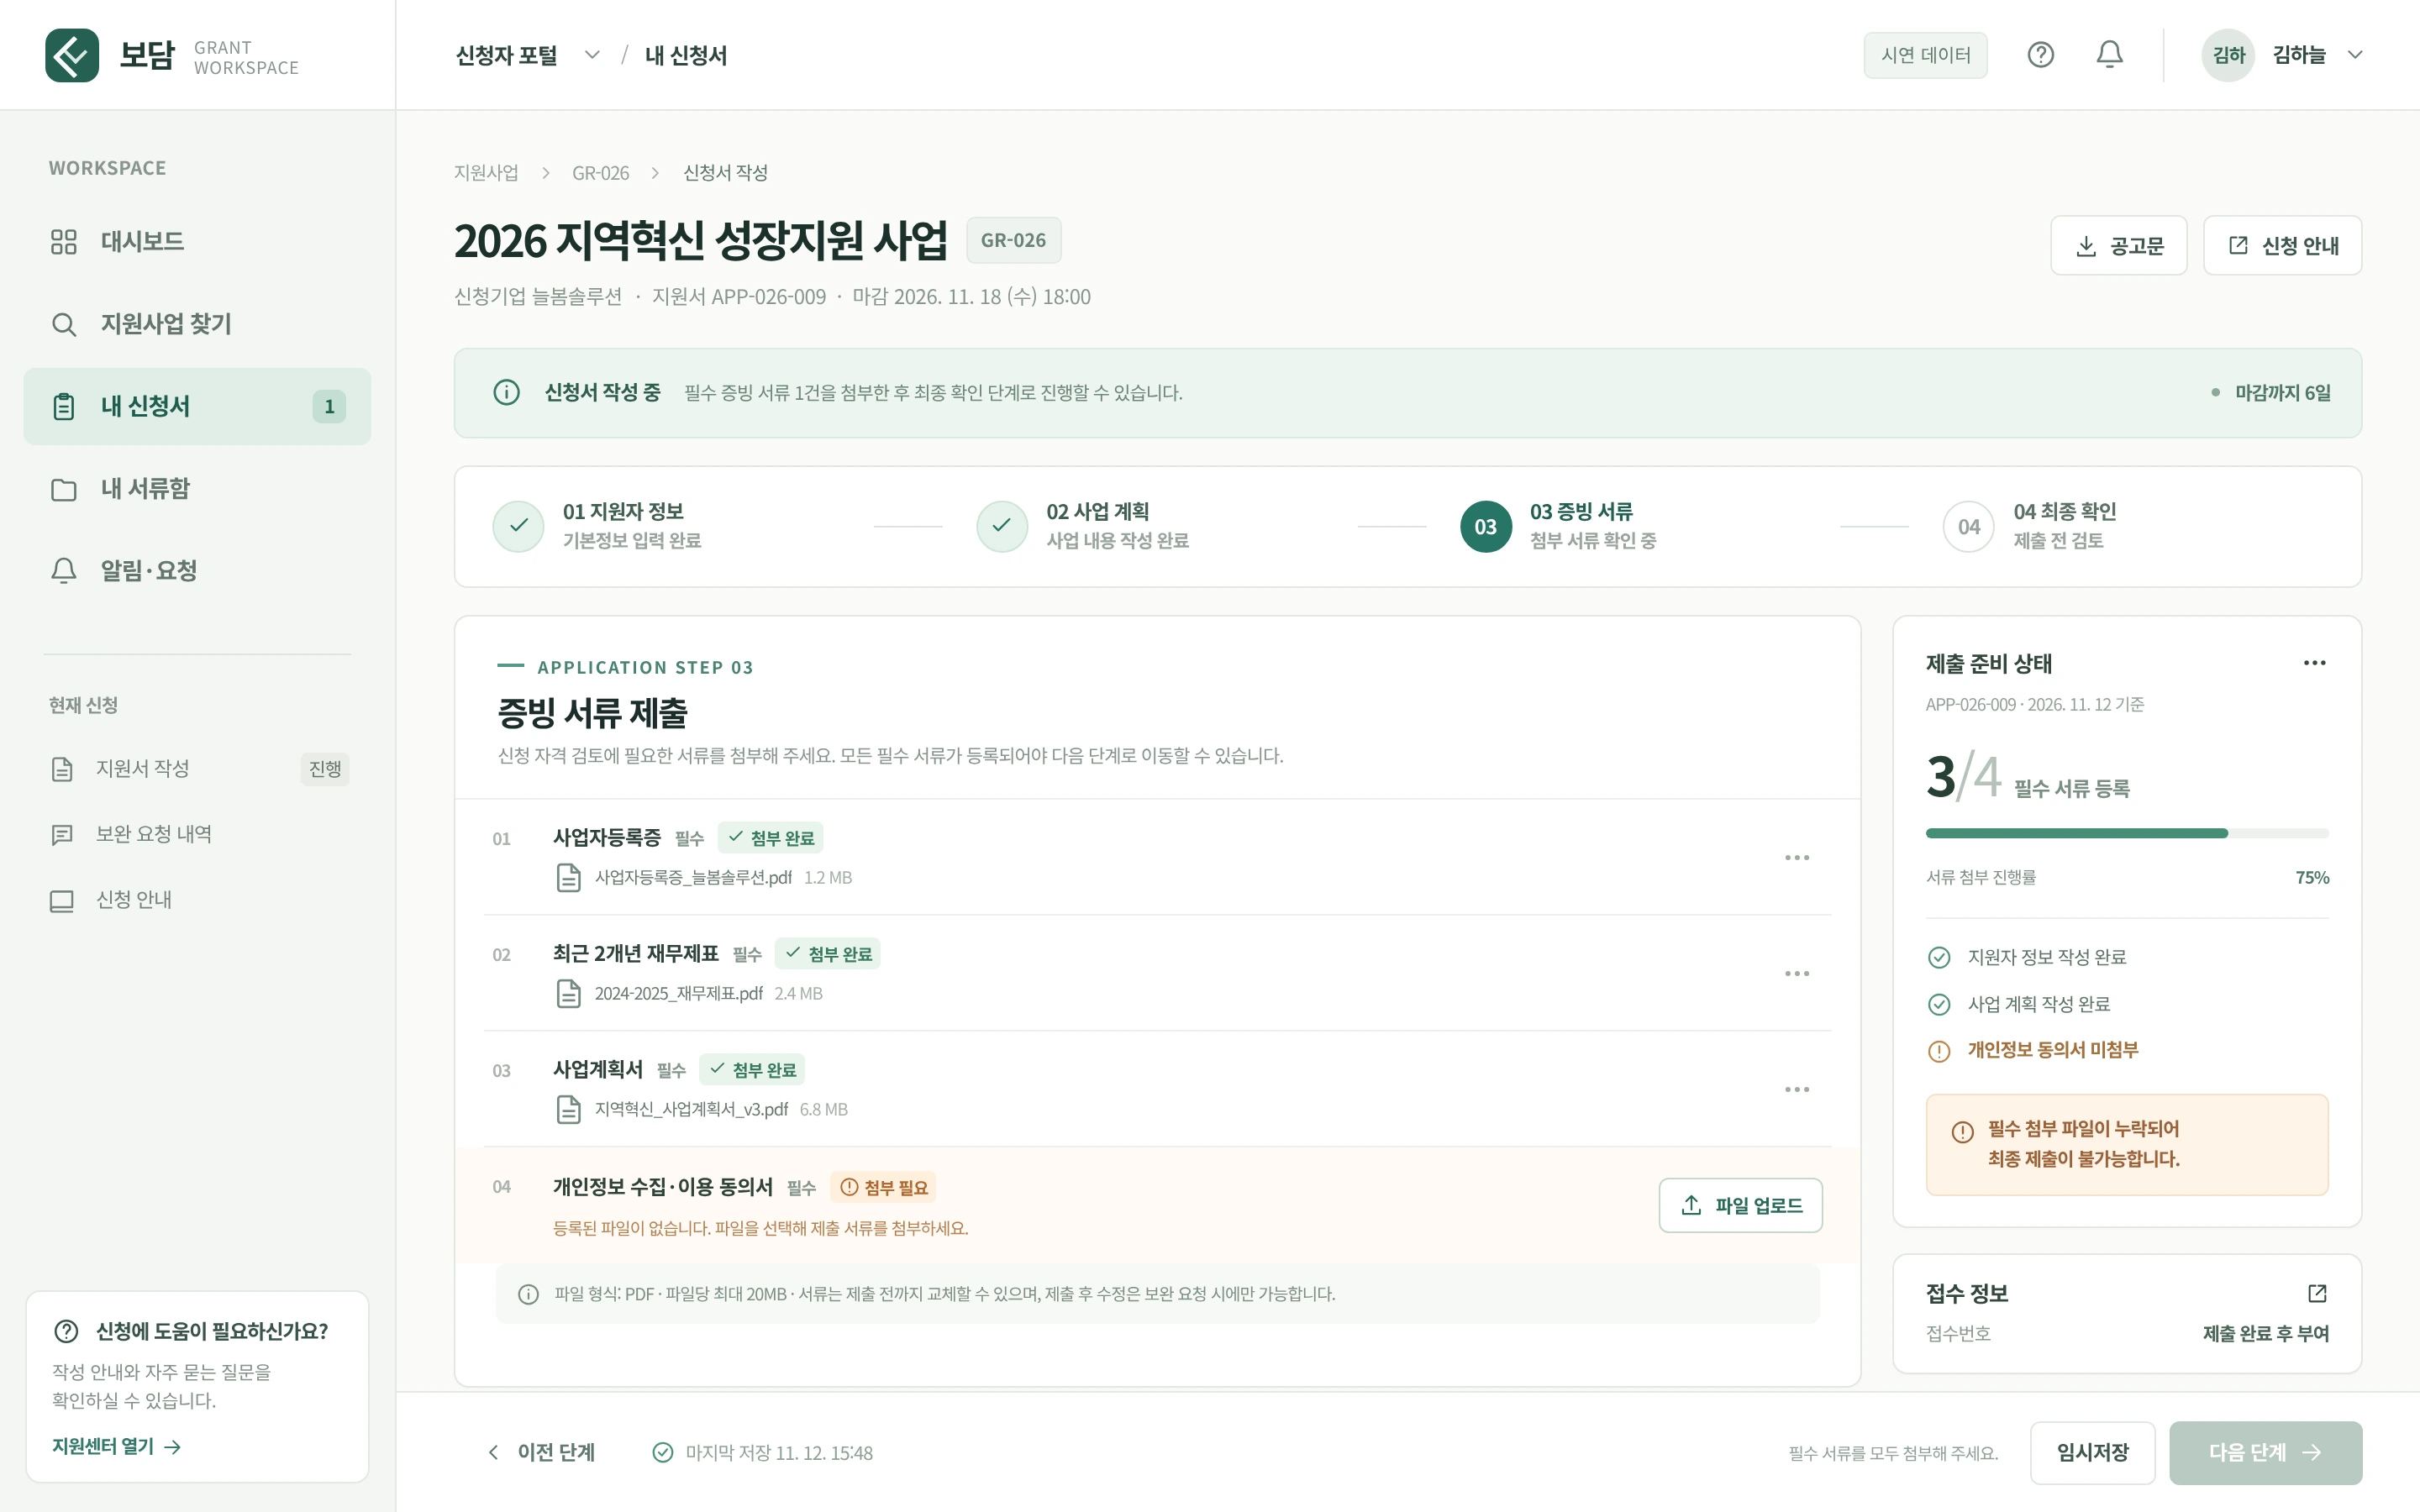 보담
GRANT
WORKSPACE
신청자 포털 / 내 신청서
시연 데이터
김하
김하늘
WORKSPACE
대시보드
지원사업 찾기
내 신청서 1
내 서류함
알림·요청
현재 신청
지원서 작성 진행
보완 요청 내역
신청 안내
신청에 도움이 필요하신가요?
작성 안내와 자주 묻는 질문을
확인하실 수 있습니다.
지원센터 열기 →
지원사업 > GR-026 > 신청서 작성
2026 지역혁신 성장지원 사업 GR-026
공고문
신청 안내
신청기업 늘봄솔루션 · 지원서 APP-026-009 · 마감 2026. 11. 18 (수) 18:00
신청서 작성 중 필수 증빙 서류 1건을 첨부한 후 최종 확인 단계로 진행할 수 있습니다.
마감까지 6일
01 지원자 정보
기본정보 입력 완료
02 사업 계획
사업 내용 작성 완료
03
03 증빙 서류
첨부 서류 확인 중
04
04 최종 확인
제출 전 검토
APPLICATION STEP 03
증빙 서류 제출
신청 자격 검토에 필요한 서류를 첨부해 주세요. 모든 필수 서류가 등록되어야 다음 단계로 이동할 수 있습니다.
01 사업자등록증 필수 첨부 완료
사업자등록증_늘봄솔루션.pdf 1.2 MB
02 최근 2개년 재무제표 필수 첨부 완료
2024-2025_재무제표.pdf 2.4 MB
03 사업계획서 필수 첨부 완료
지역혁신_사업계획서_v3.pdf 6.8 MB
04 개인정보 수집·이용 동의서 필수 첨부 필요
등록된 파일이 없습니다. 파일을 선택해 제출 서류를 첨부하세요.
파일 업로드
파일 형식: PDF · 파일당 최대 20MB · 서류는 제출 전까지 교체할 수 있으며, 제출 후 수정은 보완 요청 시에만 가능합니다.
제출 준비 상태
APP-026-009 · 2026. 11. 12 기준
3/4 필수 서류 등록
서류 첨부 진행률 75%
지원자 정보 작성 완료
사업 계획 작성 완료
개인정보 동의서 미첨부
필수 첨부 파일이 누락되어
최종 제출이 불가능합니다.
접수 정보
접수번호 제출 완료 후 부여
이전 단계
마지막 저장 11. 12. 15:48
필수 서류를 모두 첨부해 주세요.
임시저장
다음 단계 →